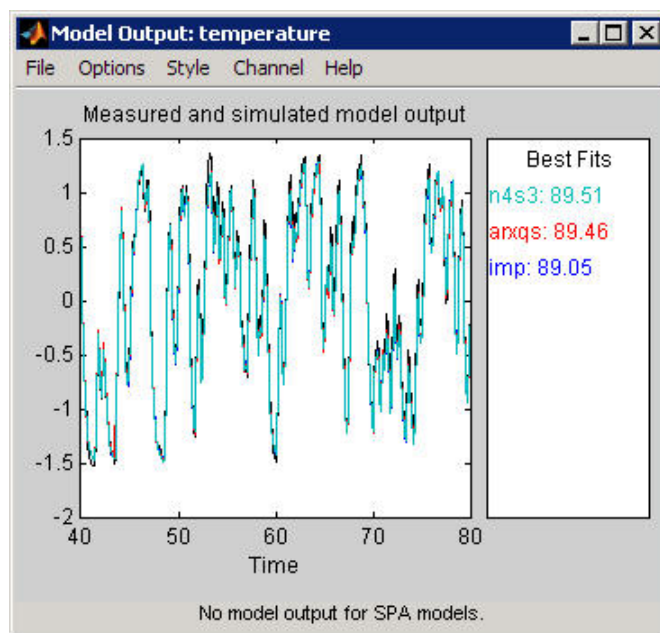 Model Output: temperature
File Options Style Channel Help
Measured and simulated model output
1.5
1
0.5
0
-0.5
-1
-1.5
-2
40 50 60 70 80
Time
Best Fits
n4s3: 89.51
arxqs: 89.46
imp: 89.05
No model output for SPA models.